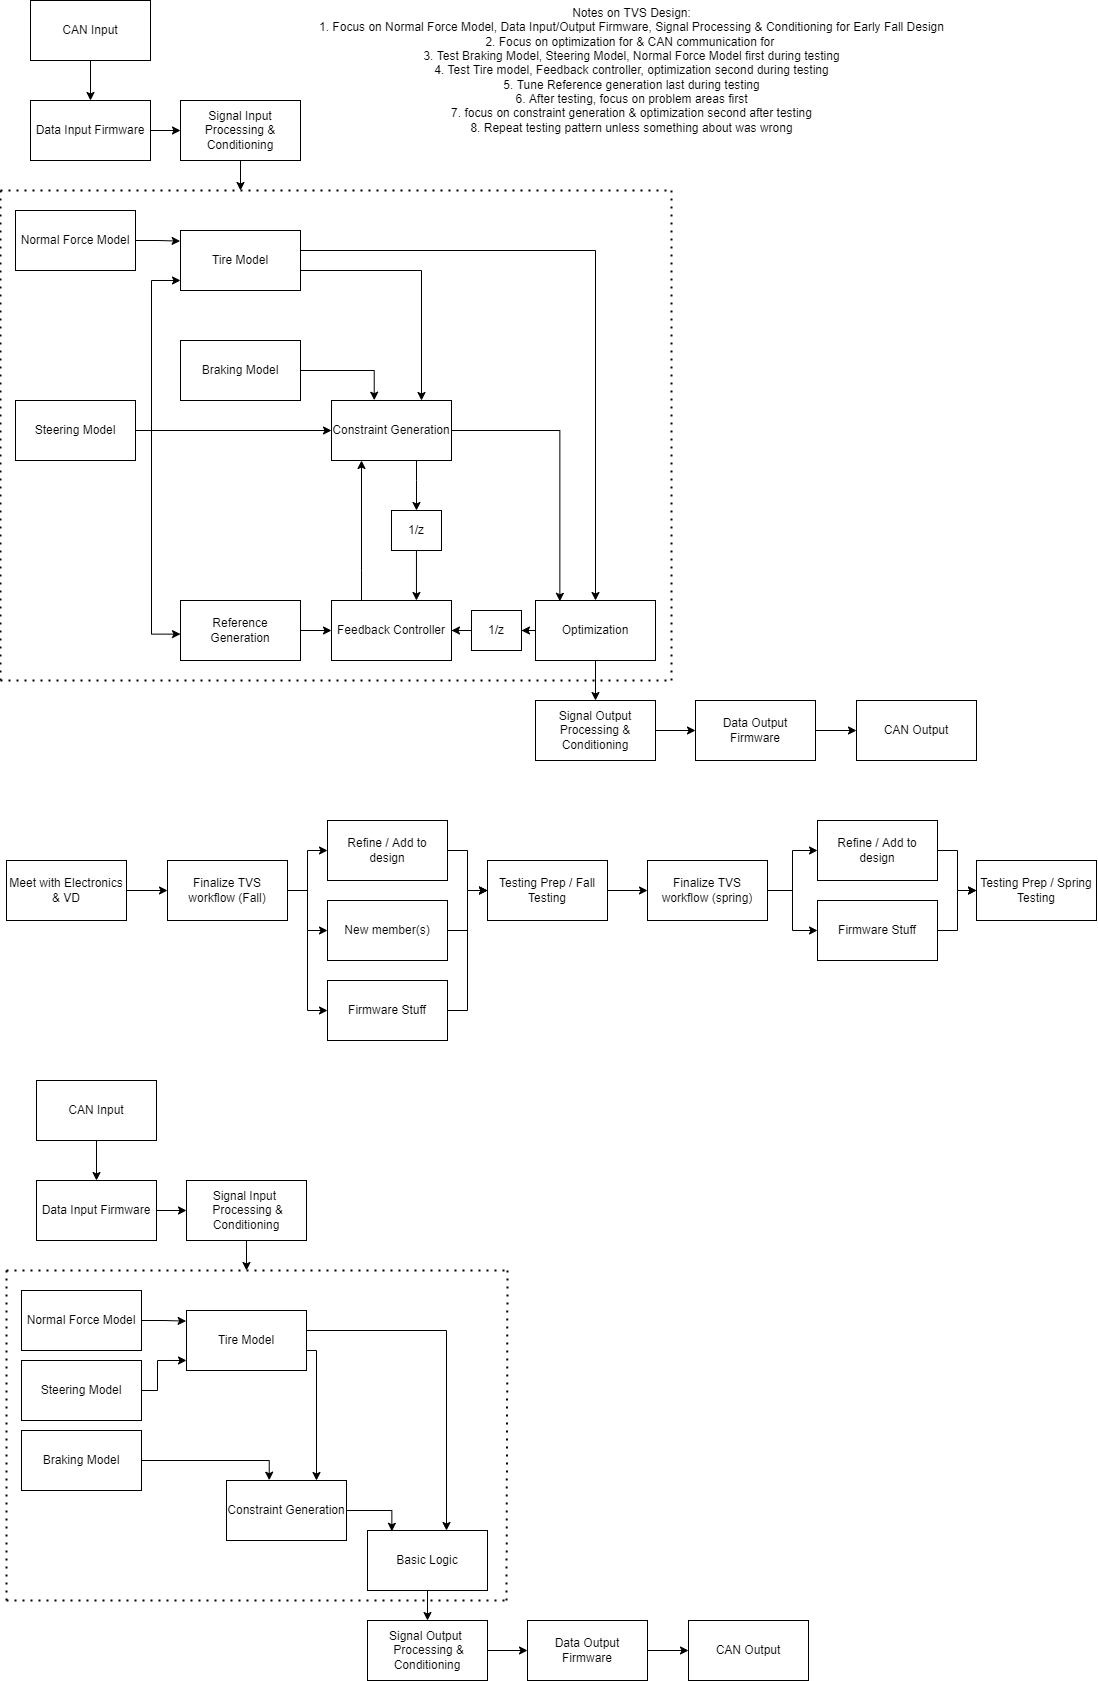 CAN Input
Notes on TVS Design:
1. Focus on Normal Force Model, Data Input/Output Firmware, Signal Processing & Conditioning for Early Fall Design
2. Focus on optimization for & CAN communication for
3. Test Braking Model, Steering Model, Normal Force Model first during testing
4. Test Tire model, Feedback controller, optimization second during testing
5. Tune Reference generation last during testing
6. After testing, focus on problem areas first
7. focus on constraint generation & optimization second after testing
8. Repeat testing pattern unless something about was wrong
Data Input Firmware
Signal Input
Processing &
Conditioning
Normal Force Model
Tire Model
Braking Model
Steering Model
Constraint Generation
1/z
Reference
Generation
Feedback Controller
1/z
Optimization
Signal Output
Processing &
Conditioning
Data Output
Firmware
CAN Output
Meet with Electronics
& VD
Finalize TVS
workflow (Fall)
Refine / Add to
design
New member(s)
Firmware Stuff
Testing Prep / Fall
Testing
Finalize TVS
workflow (spring)
Refine / Add to
design
Firmware Stuff
Testing Prep / Spring
Testing
CAN Input
Data Input Firmware
Signal Input
Processing &
Conditioning
Normal Force Model
Tire Model
Steering Model
Braking Model
Constraint Generation
Basic Logic
Signal Output
Processing &
Conditioning
Data Output
Firmware
CAN Output